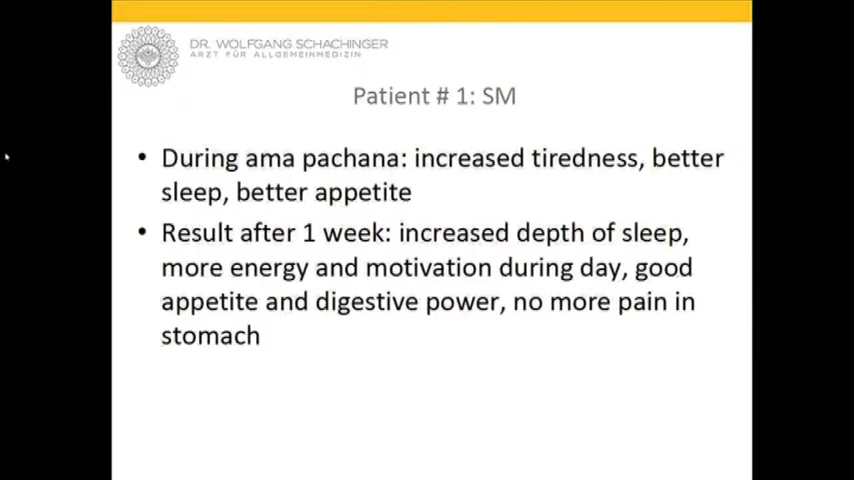 DR. WOLFGANG SCHACHINGER
ARZT FÜR ALLGEMEINMEDIZIN
Patient # 1: SM
• During ama pachana: increased tiredness, better
sleep, better appetite
• Result after 1 week: increased depth of sleep,
more energy and motivation during day, good
appetite and digestive power, no more pain in
stomach